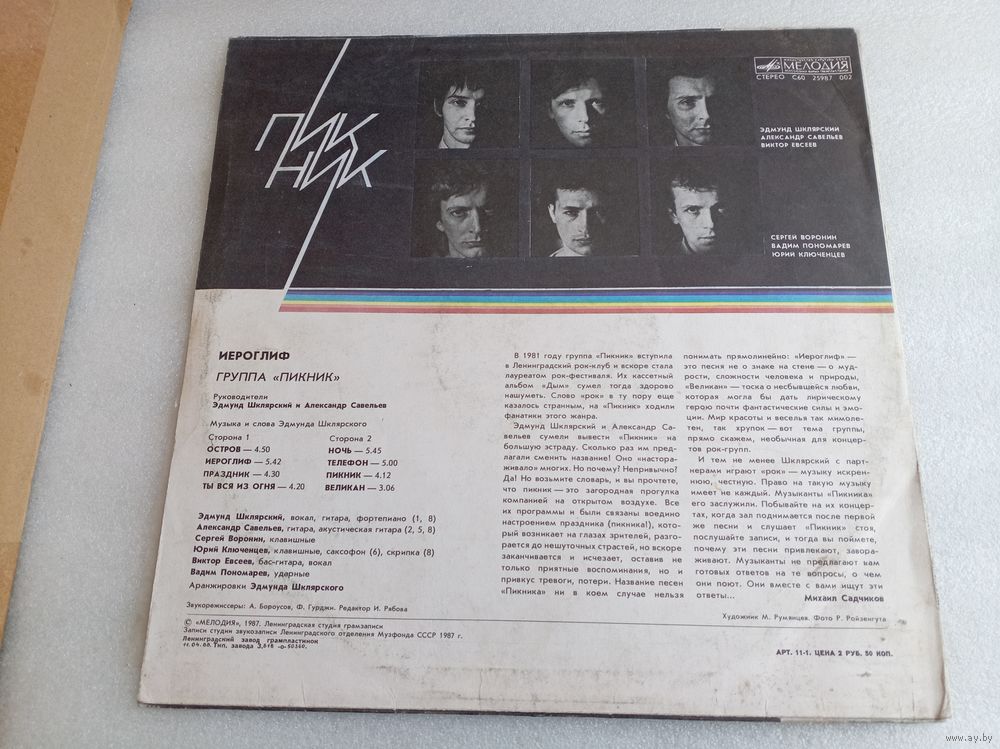 ПИК
НИК
МЕЛОДИЯ
СТЕРЕО С60 25987 002
ЭДМУНД ШКЛЯРСКИЙ
АЛЕКСАНДР САВЕЛЬЕВ
ВИКТОР ЕВСЕЕВ
СЕРГЕЙ ВОРОНИН
ВАДИМ ПОНОМАРЕВ
ЮРИЙ КЛЮЧЕНЦЕВ
ИЕРОГЛИФ
ГРУППА «ПИКНИК»
Руководители
Эдмунд Шклярский и Александр Савельев
Музыка и слова Эдмунда Шклярского
Сторона 1
ОСТРОВ — 4.50
ИЕРОГЛИФ — 5.42
ПРАЗДНИК — 4.30
ТЫ ВСЯ ИЗ ОГНЯ — 4.20
Сторона 2
НОЧЬ — 5.45
ТЕЛЕФОН — 5.00
ПИКНИК — 4.12
ВЕЛИКАН — 3.06
Эдмунд Шклярский, вокал, гитара, фортепиано (1, 8)
Александр Савельев, гитара, акустическая гитара (2, 5, 8)
Сергей Воронин, клавишные
Юрий Ключенцев, клавишные, саксофон (6), скрипка (8)
Виктор Евсеев, бас-гитара, вокал
Вадим Пономарев, ударные
Аранжировки Эдмунда Шклярского
Звукорежиссеры: А. Бороусов, Ф. Гурджи. Редактор И. Рябова
© «МЕЛОДИЯ», 1987. Ленинградская студия грамзаписи
Записи студии звукозаписи Ленинградского отделения Музфонда СССР 1987 г.
Ленинградский завод грампластинок
Тип. завода
В 1981 году группа «Пикник» вступила
в Ленинградский рок-клуб и вскоре стала
лауреатом рок-фестиваля. Их кассетный
альбом «Дым» сумел тогда здорово
нашуметь. Слово «рок» в ту пору еще
казалось странным, на «Пикник» ходили
фанатики этого жанра.
Эдмунд Шклярский и Александр Са-
вельев сумели вывести «Пикник» на
большую эстраду. Сколько раз им пред-
лагали сменить название! Оно «настора-
живало» многих. Но почему? Непривычно?
Да! Но возьмите словарь, и вы прочтете,
что пикник — это загородная прогулка
компанией на открытом воздухе. Все
их программы и были связаны воедино
настроением праздника (пикника!), кото-
рый возникает на глазах зрителей, разго-
рается до нешуточных страстей, но вскоре
заканчивается и исчезает, оставив не
только приятные воспоминания, но и
привкус тревоги, потери. Название песен
«Пикника» ни в коем случае нельзя
понимать прямолинейно: «Иероглиф» —
это песня не о знаке на стене — о муд-
рости, сложности человека и природы,
«Великан» — тоска о несбывшейся любви,
которая могла бы дать лирическому
герою почти фантастические силы и эмо-
ции. Мир красоты и веселья так мимоле-
тен, так хрупок — вот тема группы,
прямо скажем, необычная для концер-
тов рок-групп.
И тем не менее Шклярский с парт-
нерами играют «рок» — музыку искрен-
нюю, честную. Право на такую музыку
имеет не каждый. Музыканты «Пикника»
его заслужили. Побывайте на их концер-
тах, когда зал поднимается после первой
же песни и слушает «Пикник» стоя,
послушайте записи, и тогда вы поймете,
почему эти песни привлекают, завора-
живают. Музыканты не предлагают вам
готовых ответов на те вопросы, о чем
они поют. Они вместе с вами ищут эти
ответы...
Михаил Садчиков
Художник М. Румянцев. Фото Р. Ройзенгута
АРТ. 11-1. ЦЕНА 2 РУБ. 50 КОП.
www.ay.by